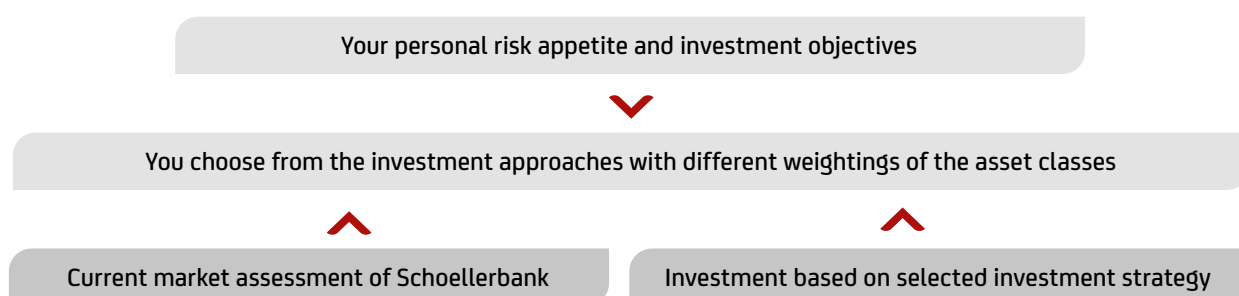 Your personal risk appetite and investment objectives
You choose from the investment approaches with different weightings of the asset classes
Current market assessment of Schoellerbank
Investment based on selected investment strategy